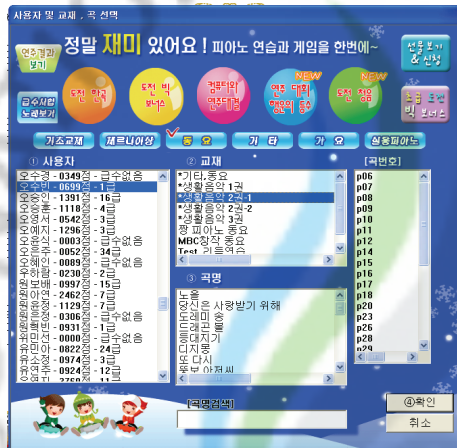 사용자 및 교재 , 곡 선택
연주결과
보기
정말 재미 있어요 ! 피아노 연습과 게임을 한번에~
선물 보기
& 신청
급수시험
노래보기
도전 한곡
도전 빅
보너스
컴퓨터와
연주대결
NEW
연주 대회
행운의 등수
NEW
도전 청음
초급 도전
빅 보너스
기초교재
체르니이상
동 요
기 타
가 요
실용피아노
① 사용자
오수경 - 0349점 - 급수없음
오수빈 - 0699점 - 1급
오승민 - 1391점 - 16급
오승훈 - 1118점 - 4급
오영서 - 0542점 - 3급
오예지 - 1296점 - 3급
오윤식 - 0003점 - 급수없음
오은주 - 0052점 - 34급
오혜인 - 0089점 - 급수없음
우하람 - 0230점 - 2급
원보배 - 0997점 - 15급
원아연 - 2462점 - 7급
원윤정 - 1129점 - 7급
원은정 - 0306점 - 급수없음
원혁빈 - 0931점 - 1급
위민선 - 0000점 - 급수없음
유민아 - 0822점 - 24급
유소정 - 0974점 - 3급
유연주 - 0924점 - 12급
② 교재
*기타,동요
*생활음악 1권
*생활음악 2권-1
*생활음악 2권-2
*생활음악 3권
짱 피아노 동요
MBC창작 동요
Test 리듬연습
③ 곡명
노을
당신은 사랑받기 위해
도레미 송
드래곤 볼
등대지기
디지몽
또 다시
뚱보 아저씨
[곡명검색]
[곡번호]
p06
p07
p08
p09
p10
p11
p12
p14
p15
p16
p17
p18
p20
p23
p26
p28
p29
④확인
취소